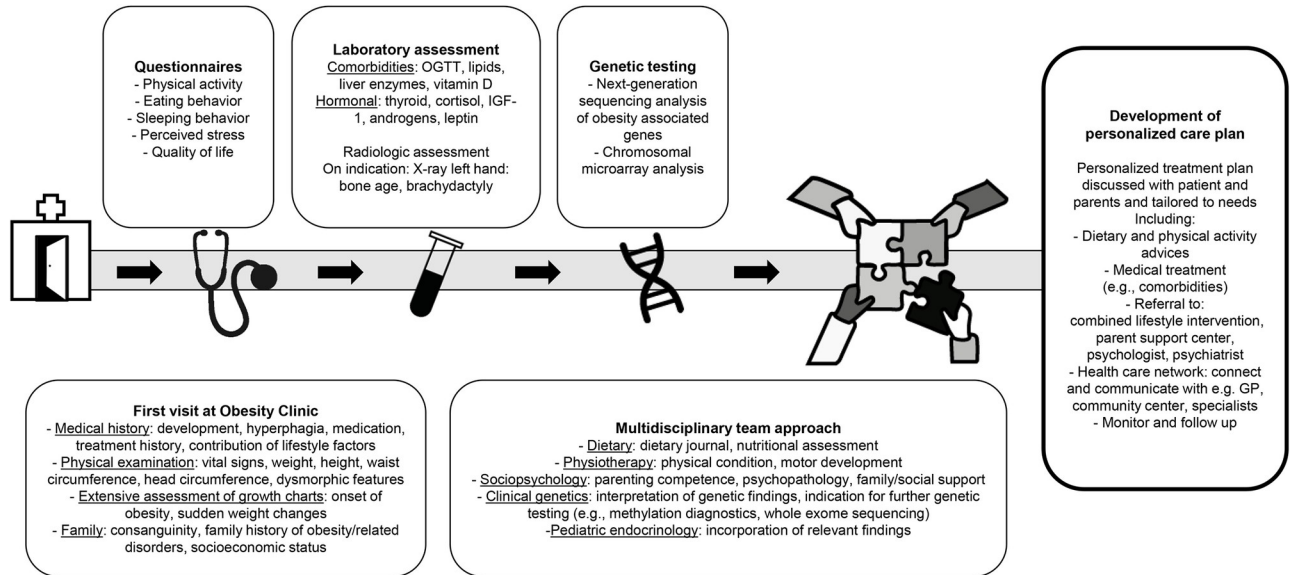 Questionnaires
- Physical activity
- Eating behavior
- Sleeping behavior
- Perceived stress
- Quality of life
Laboratory assessment
Comorbidities: OGTT, lipids,
liver enzymes, vitamin D
Hormonal: thyroid, cortisol, IGF-
1, androgens, leptin
Radiologic assessment
On indication: X-ray left hand:
bone age, brachydactyly
Genetic testing
- Next-generation
sequencing analysis
of obesity associated
genes
- Chromosomal
microarray analysis
Development of
personalized care plan
Personalized treatment plan
discussed with patient and
parents and tailored to needs
Including:
- Dietary and physical activity
advices
- Medical treatment
(e.g., comorbidities)
- Referral to:
combined lifestyle intervention,
parent support center,
psychologist, psychiatrist
- Health care network: connect
and communicate with e.g. GP,
community center, specialists
- Monitor and follow up
First visit at Obesity Clinic
- Medical history: development, hyperphagia, medication,
treatment history, contribution of lifestyle factors
- Physical examination: vital signs, weight, height, waist
circumference, head circumference, dysmorphic features
- Extensive assessment of growth charts: onset of
obesity, sudden weight changes
- Family: consanguinity, family history of obesity/related
disorders, socioeconomic status
Multidisciplinary team approach
- Dietary: dietary journal, nutritional assessment
- Physiotherapy: physical condition, motor development
- Sociopsychology: parenting competence, psychopathology, family/social support
- Clinical genetics: interpretation of genetic findings, indication for further genetic
testing (e.g., methylation diagnostics, whole exome sequencing)
-Pediatric endocrinology: incorporation of relevant findings